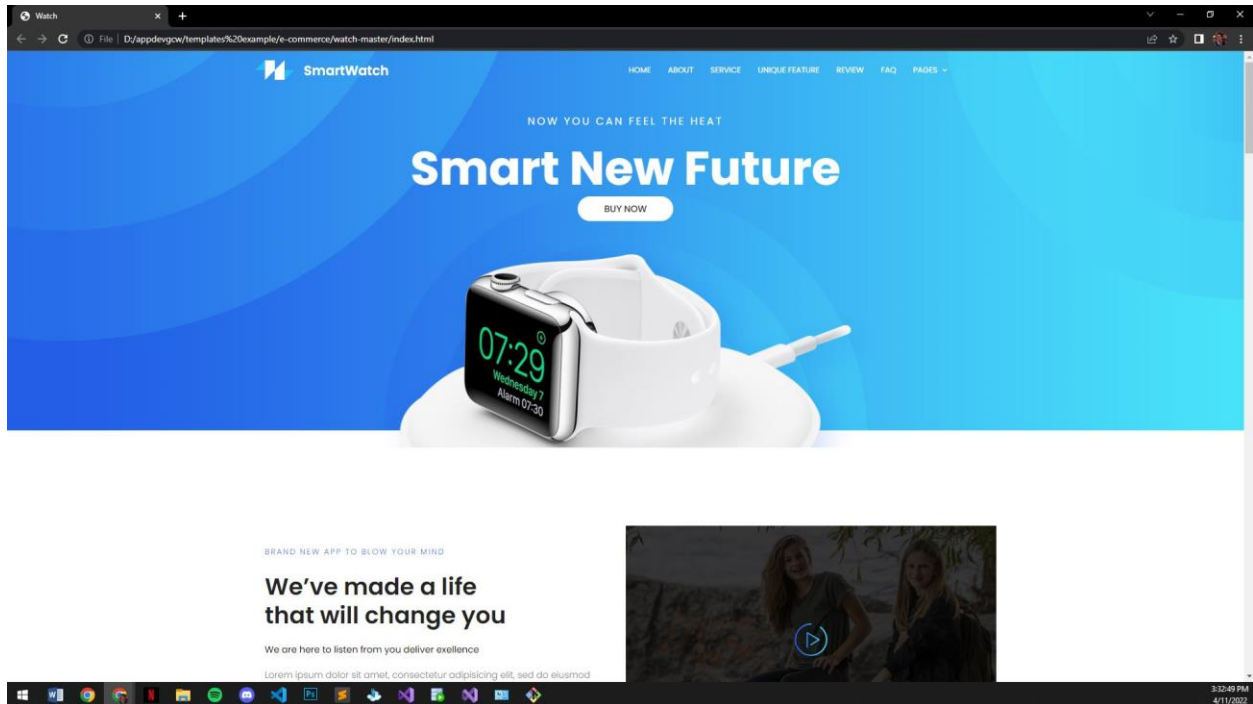 Watch
File | D:/appdevgcw/templates%20example/e-commerce/watch-master/index.html
SmartWatch
HOME ABOUT SERVICE UNIQUE FEATURE REVIEW FAQ PAGES
NOW YOU CAN FEEL THE HEAT
Smart New Future
BUY NOW
07:29
Wednesday 7
Alarm 07:30
BRAND NEW APP TO BLOW YOUR MIND
We've made a life
that will change you
We are here to listen from you deliver exellence
Lorem ipsum dolor sit amet, consectetur adipisicing elit, sed do eiusmod
Ps
3:32:49 PM
4/11/2022